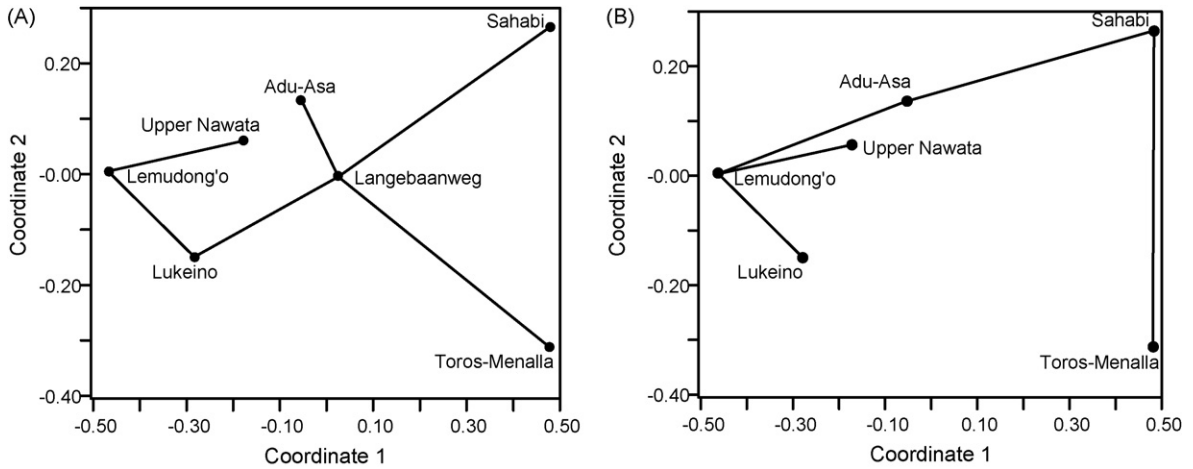 (A)
Sahabi
0.20
Adu-Asa
Upper Nawata
-0.00
Lemudong'o
Langebaanweg
Lukeino
-0.20
Toros-Menalla
-0.40
-0.50
-0.30
-0.10
0.10
0.30
0.50
Coordinate 1
Coordinate 2
(B)
Sahabi
0.20
Adu-Asa
Upper Nawata
-0.00
Lemudong'o
Lukeino
-0.20
Toros-Menalla
-0.40
-0.50
-0.30
-0.10
0.10
0.30
0.50
Coordinate 1
Coordinate 2